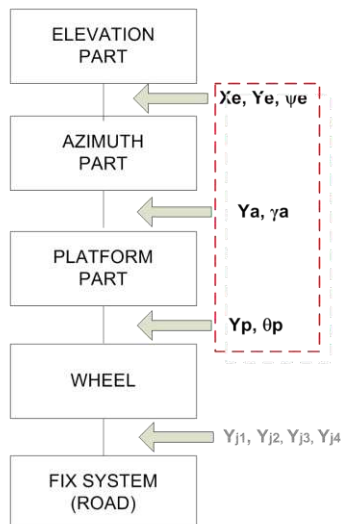 ELEVATION
PART
Xe, Ye, ψe
AZIMUTH
PART
Ya, γa
PLATFORM
PART
Yp, θp
WHEEL
Yj1, Yj2, Yj3, Yj4
FIX SYSTEM
(ROAD)